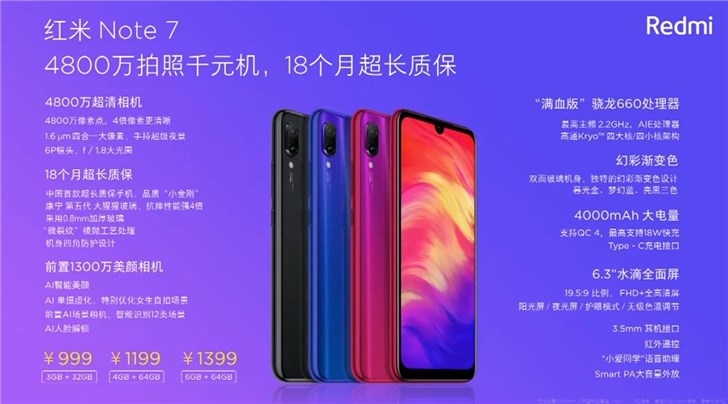 红米 Note 7
Redmi
4800万拍照千元机，18个月超长质保
4800万超清相机
4800万像素点，4倍像素更清晰
1.6 μm 四合一大像素，手持超级夜景
6P镜头，f / 1.8大光圈
18个月超长质保
中国首款超长质保手机，品质“小金刚”
康宁 第五代 大猩猩玻璃，抗摔性能强4倍
采用0.8mm加厚玻璃
“微裂纹”棱抛工艺处理
机身四角防护设计
前置1300万美颜相机
AI智能美颜
AI 单摄虚化，特别优化女生自拍场景
前置AI场景相机，智能识别12类场景
AI人脸解锁
￥999
￥1199
￥1399
3GB + 32GB
4GB + 64GB
6GB + 64GB
“满血版”骁龙660处理器
最高主频 2.2GHz，AIE处理器
高通Kryo™ 四大核/四小核架构
幻彩渐变色
双面玻璃机身，独特的幻彩渐变色设计
暮光金、梦幻蓝、亮黑三色
4000mAh 大电量
支持QC 4，最高支持18W快充
Type - C充电接口
6.3"水滴全面屏
19.5:9 比例，FHD+全高清屏
阳光屏 / 夜光屏 / 护眼模式 / 无级色温调节
3.5mm 耳机接口
红外遥控
“小爱同学”语音助理
Smart PA大音量外放